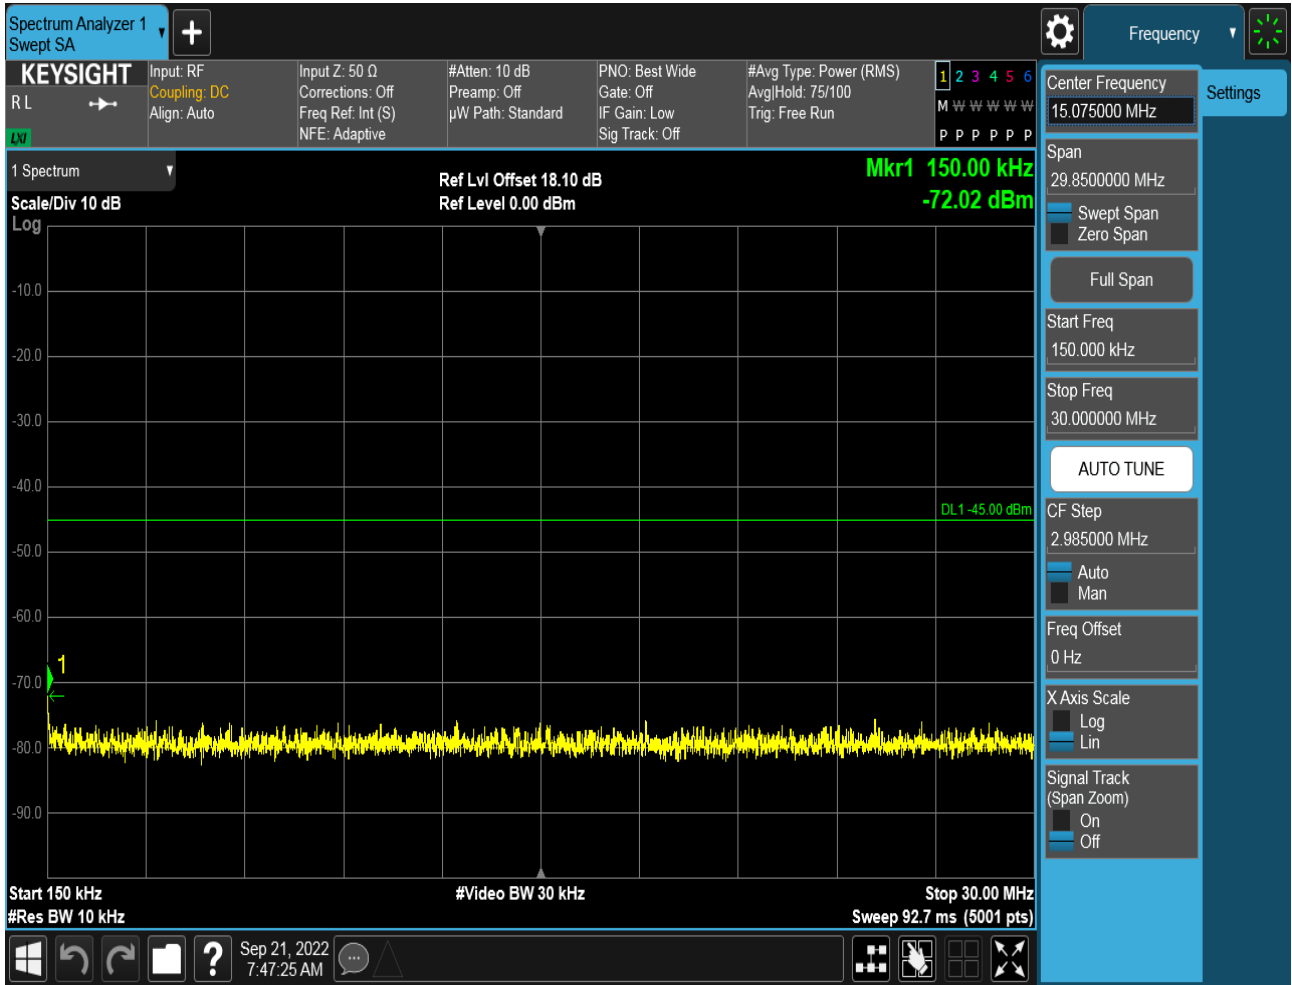 Spectrum Analyzer 1
Swept SA
Frequency
KEYSIGHT
R L
LXI
Input: RF
Coupling: DC
Align: Auto
Input Z: 50 Ω
Corrections: Off
Freq Ref: Int (S)
NFE: Adaptive
#Atten: 10 dB
Preamp: Off
µW Path: Standard
PNO: Best Wide
Gate: Off
IF Gain: Low
Sig Track: Off
#Avg Type: Power (RMS)
Avg|Hold: 75/100
Trig: Free Run
1 2 3 4 5 6
M W W W W W
P P P P P P
1 Spectrum
Scale/Div 10 dB
Log
Ref Lvl Offset 18.10 dB
Ref Level 0.00 dBm
Mkr1 150.00 kHz
-72.02 dBm
-10.0
-20.0
-30.0
-40.0
DL1 -45.00 dBm
-50.0
-60.0
1
-70.0
-80.0
-90.0
Start 150 kHz
#Res BW 10 kHz
#Video BW 30 kHz
Stop 30.00 MHz
Sweep 92.7 ms (5001 pts)
Center Frequency
15.075000 MHz
Settings
Span
29.8500000 MHz
Swept Span
Zero Span
Full Span
Start Freq
150.000 kHz
Stop Freq
30.000000 MHz
AUTO TUNE
CF Step
2.985000 MHz
Auto
Man
Freq Offset
0 Hz
X Axis Scale
Log
Lin
Signal Track
(Span Zoom)
On
Off
?
Sep 21, 2022
7:47:25 AM